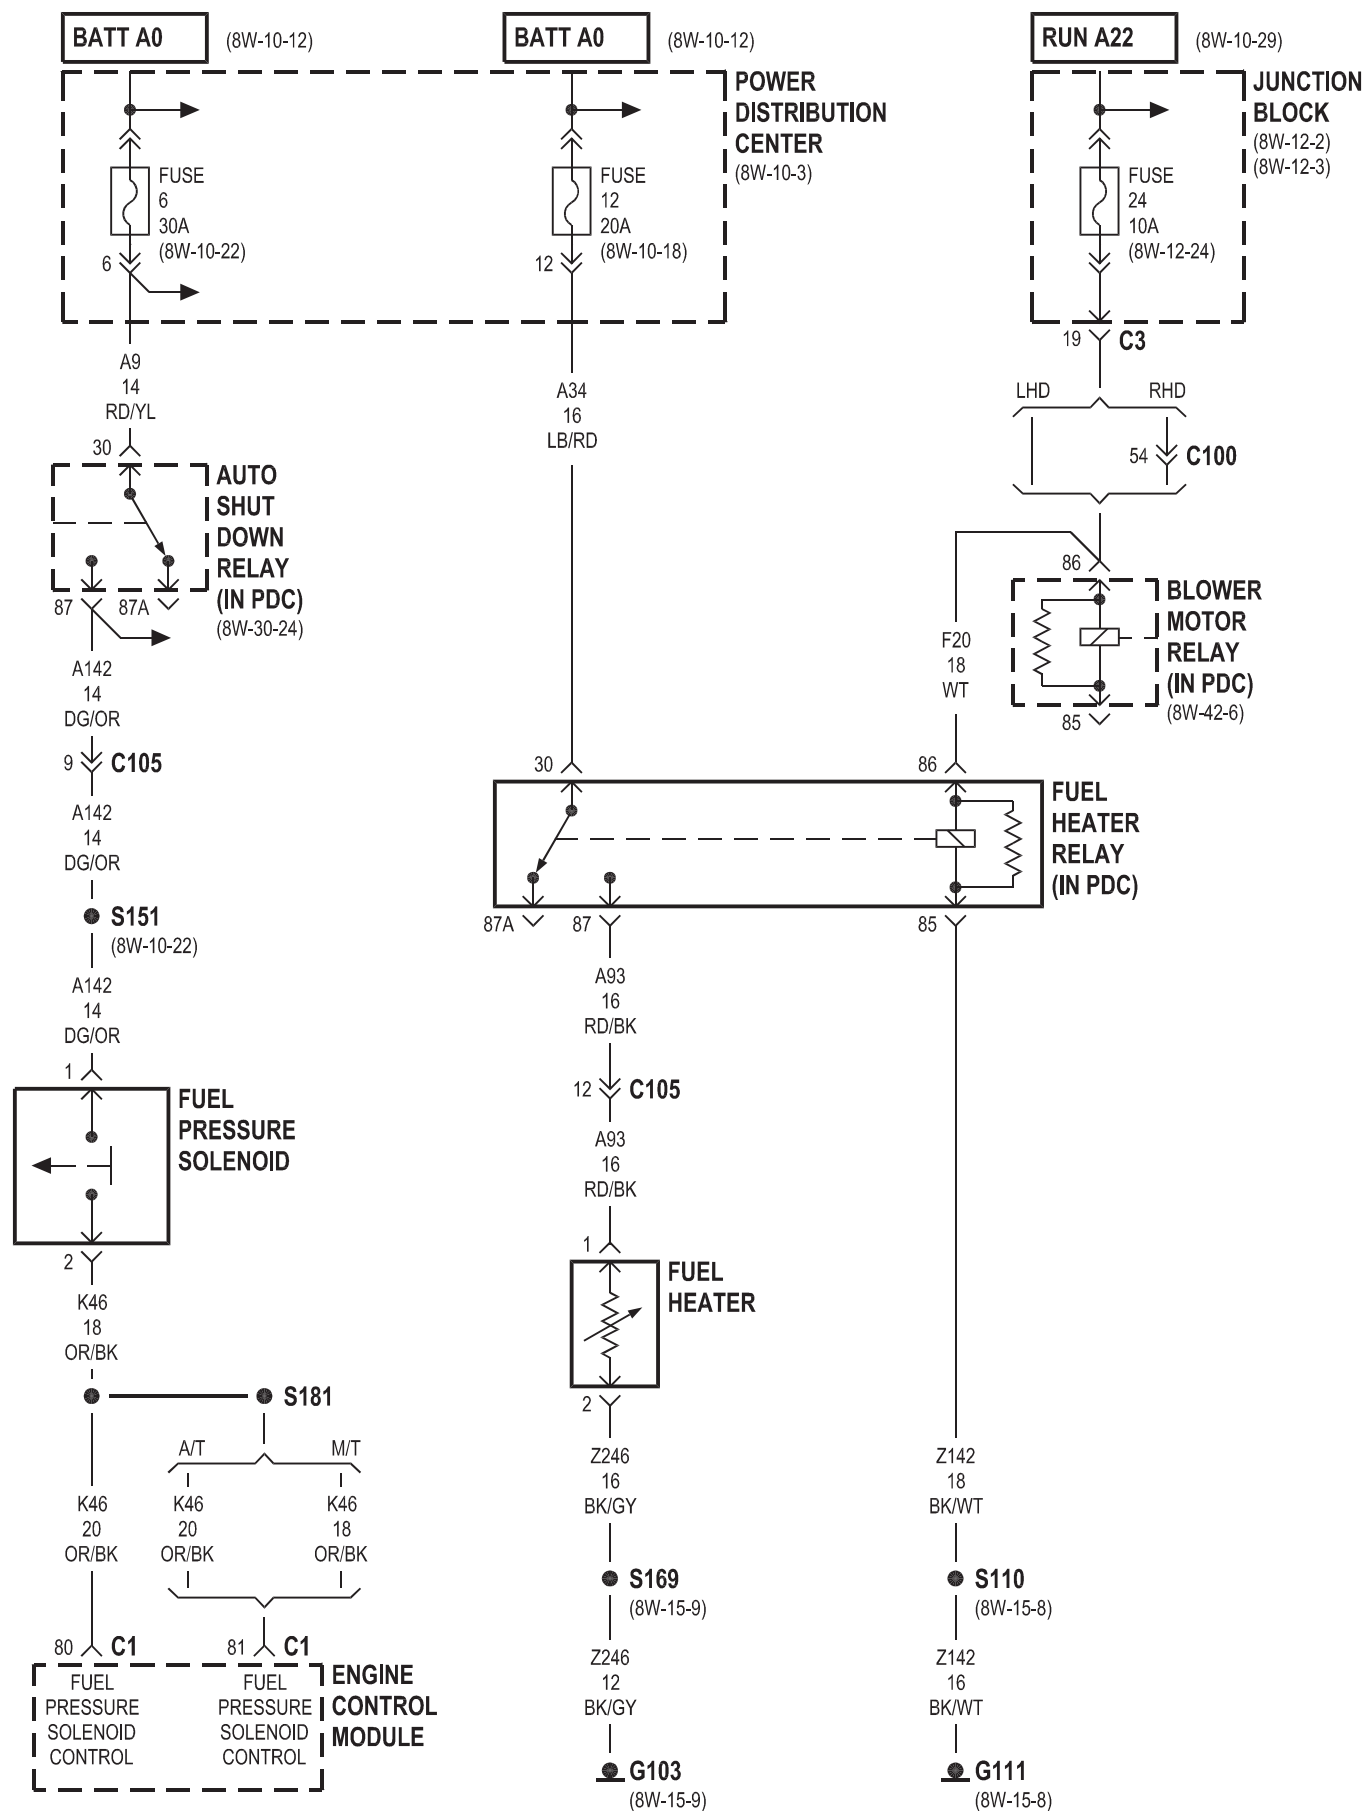 BATT A0
(8W-10-12)
BATT A0
(8W-10-12)
RUN A22
(8W-10-29)
POWER
DISTRIBUTION
CENTER
(8W-10-3)
JUNCTION
BLOCK
(8W-12-2)
(8W-12-3)
FUSE
6
30A
(8W-10-22)
6
FUSE
12
20A
(8W-10-18)
12
FUSE
24
10A
(8W-12-24)
19
C3
A9
14
RD/YL
A34
16
LB/RD
LHD
RHD
54
C100
30
AUTO
SHUT
DOWN
RELAY
(IN PDC)
(8W-30-24)
87
87A
86
BLOWER
MOTOR
RELAY
(IN PDC)
(8W-42-6)
85
F20
18
WT
A142
14
DG/OR
9
C105
A142
14
DG/OR
S151
(8W-10-22)
A142
14
DG/OR
30
86
FUEL
HEATER
RELAY
(IN PDC)
87A
87
85
A93
16
RD/BK
12
C105
A93
16
RD/BK
1
FUEL
PRESSURE
SOLENOID
2
1
FUEL
HEATER
2
K46
18
OR/BK
S181
A/T
M/T
K46
20
OR/BK
K46
20
OR/BK
K46
18
OR/BK
Z246
16
BK/GY
Z142
18
BK/WT
S169
(8W-15-9)
S110
(8W-15-8)
80
C1
81
C1
FUEL
PRESSURE
SOLENOID
CONTROL
FUEL
PRESSURE
SOLENOID
CONTROL
ENGINE
CONTROL
MODULE
Z246
12
BK/GY
Z142
16
BK/WT
G103
(8W-15-9)
G111
(8W-15-8)